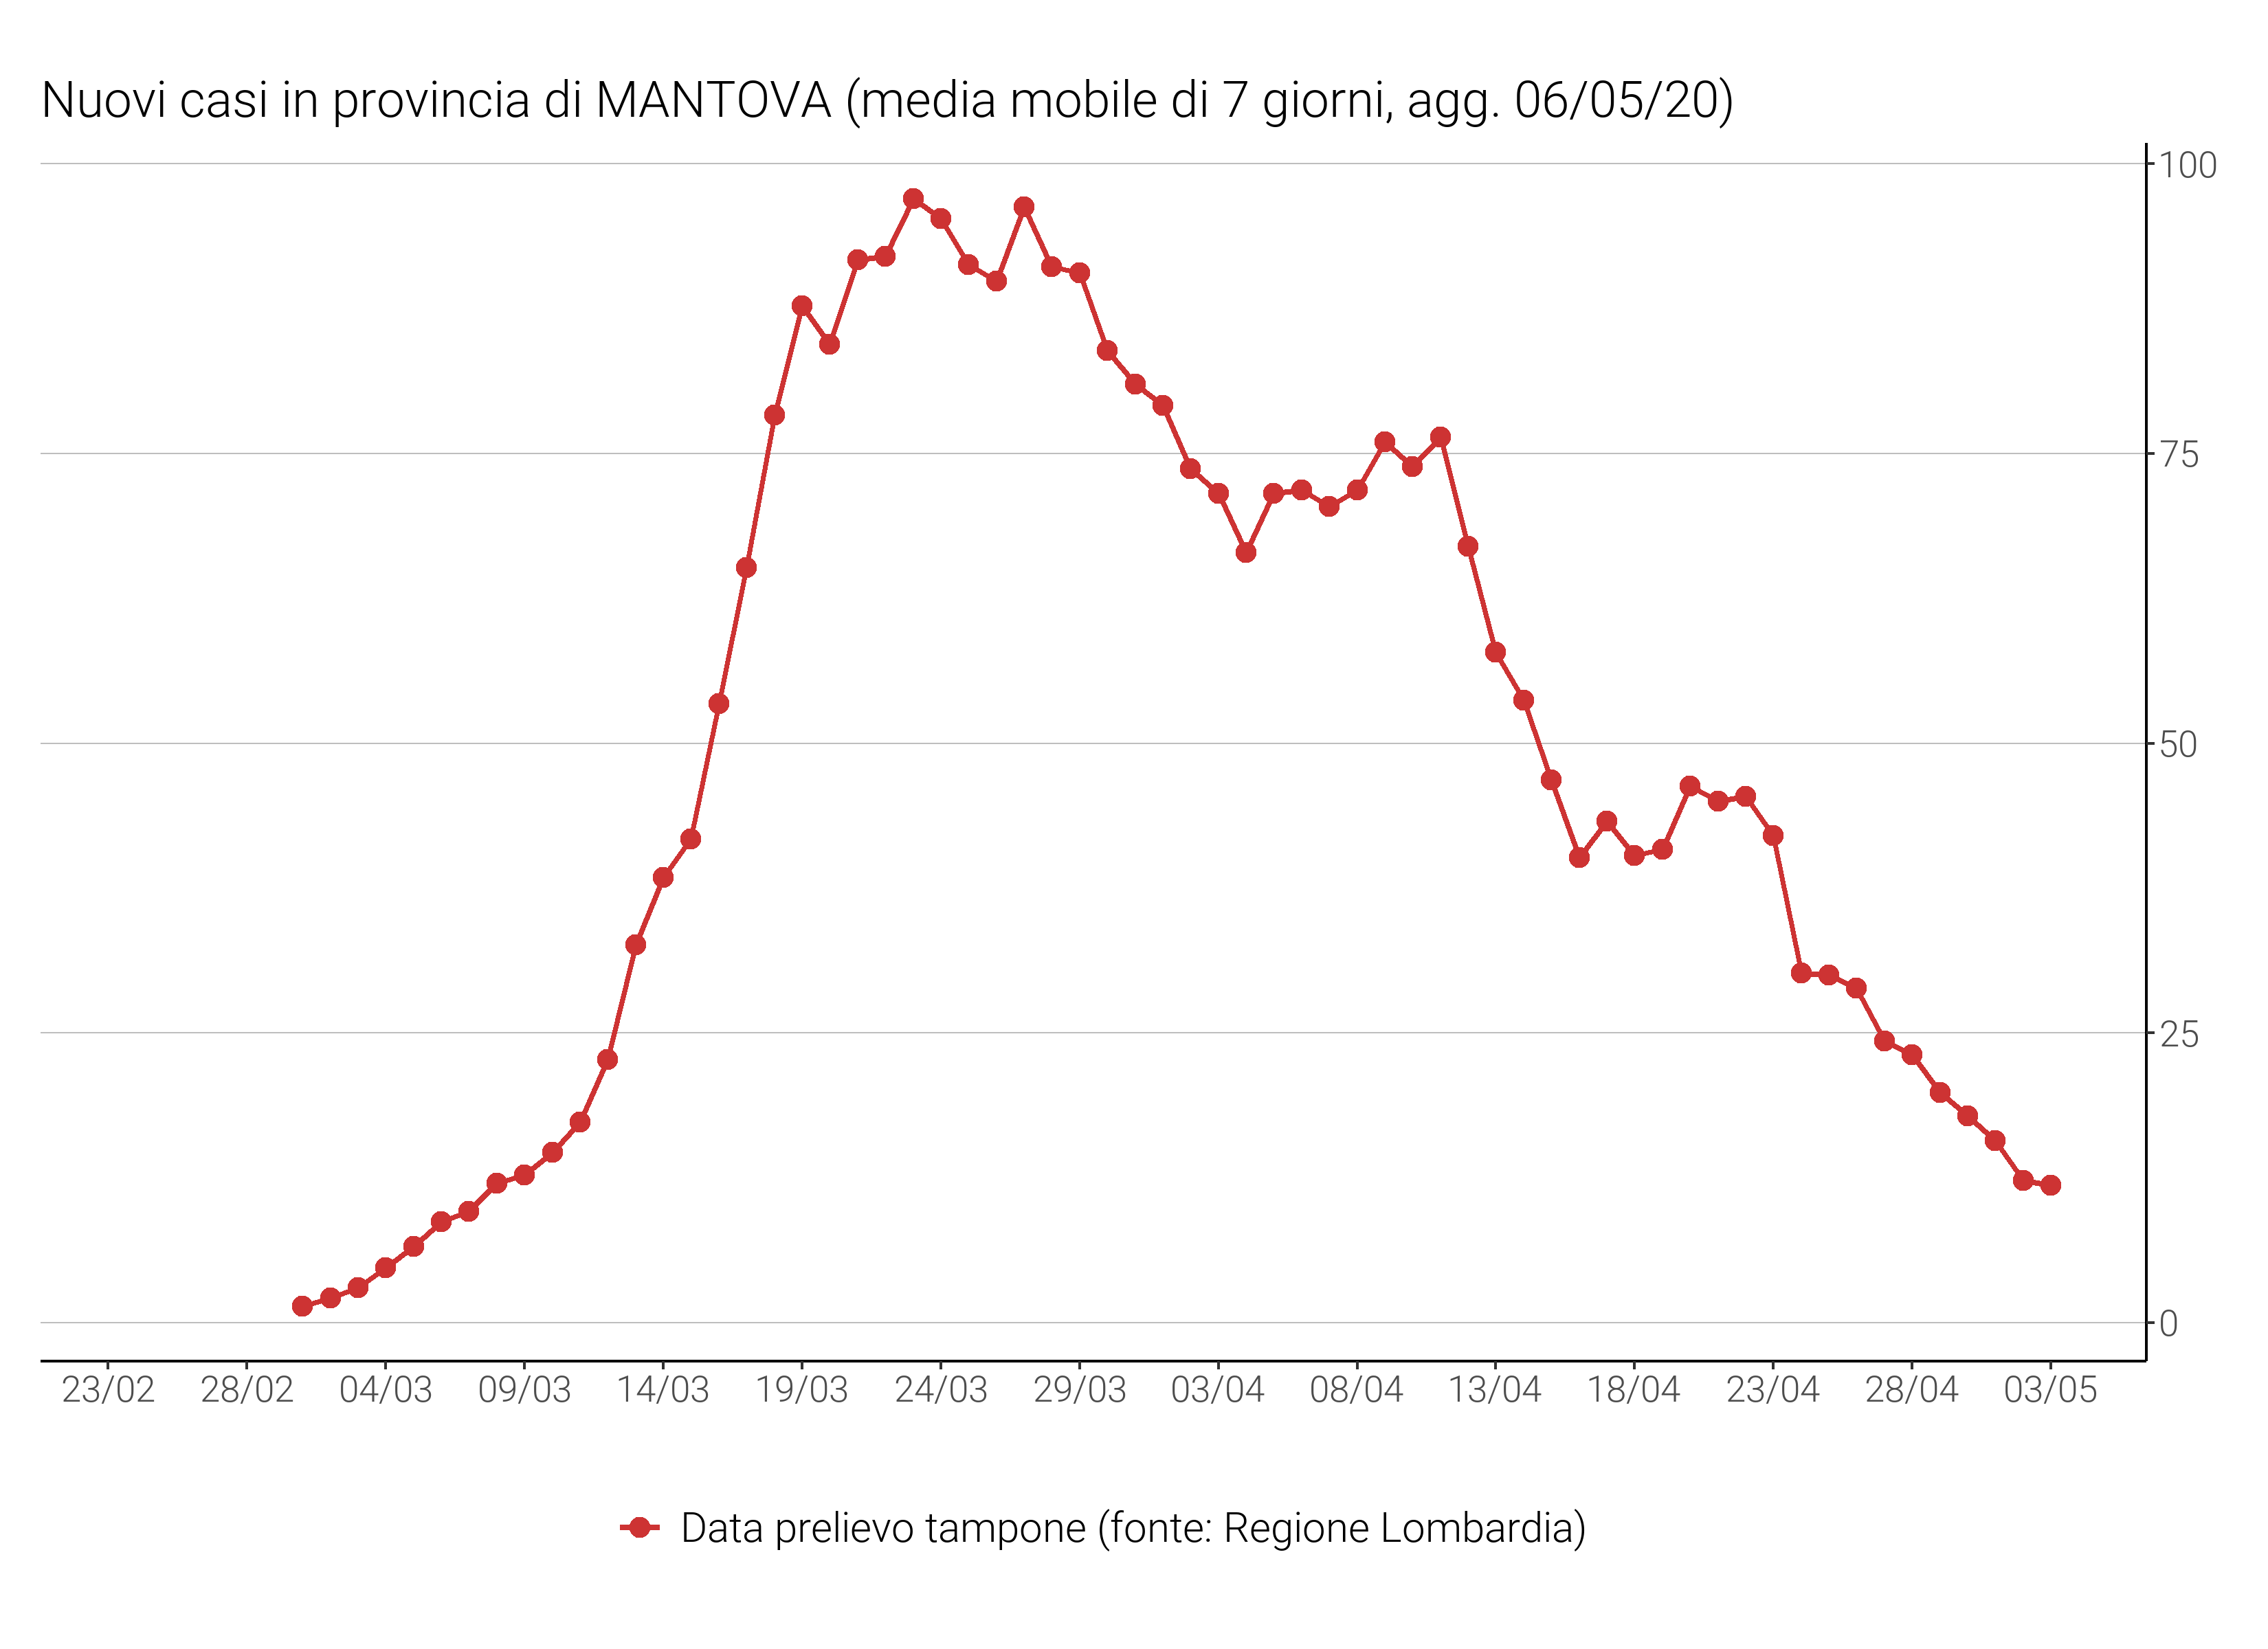 Nuovi casi in provincia di MANTOVA (media mobile di 7 giorni, agg. 06/05/20)
100
75
50
25
0
23/02 28/02 04/03 09/03 14/03 19/03 24/03 29/03 03/04 08/04 13/04 18/04 23/04 28/04 03/05
Data prelievo tampone (fonte: Regione Lombardia)